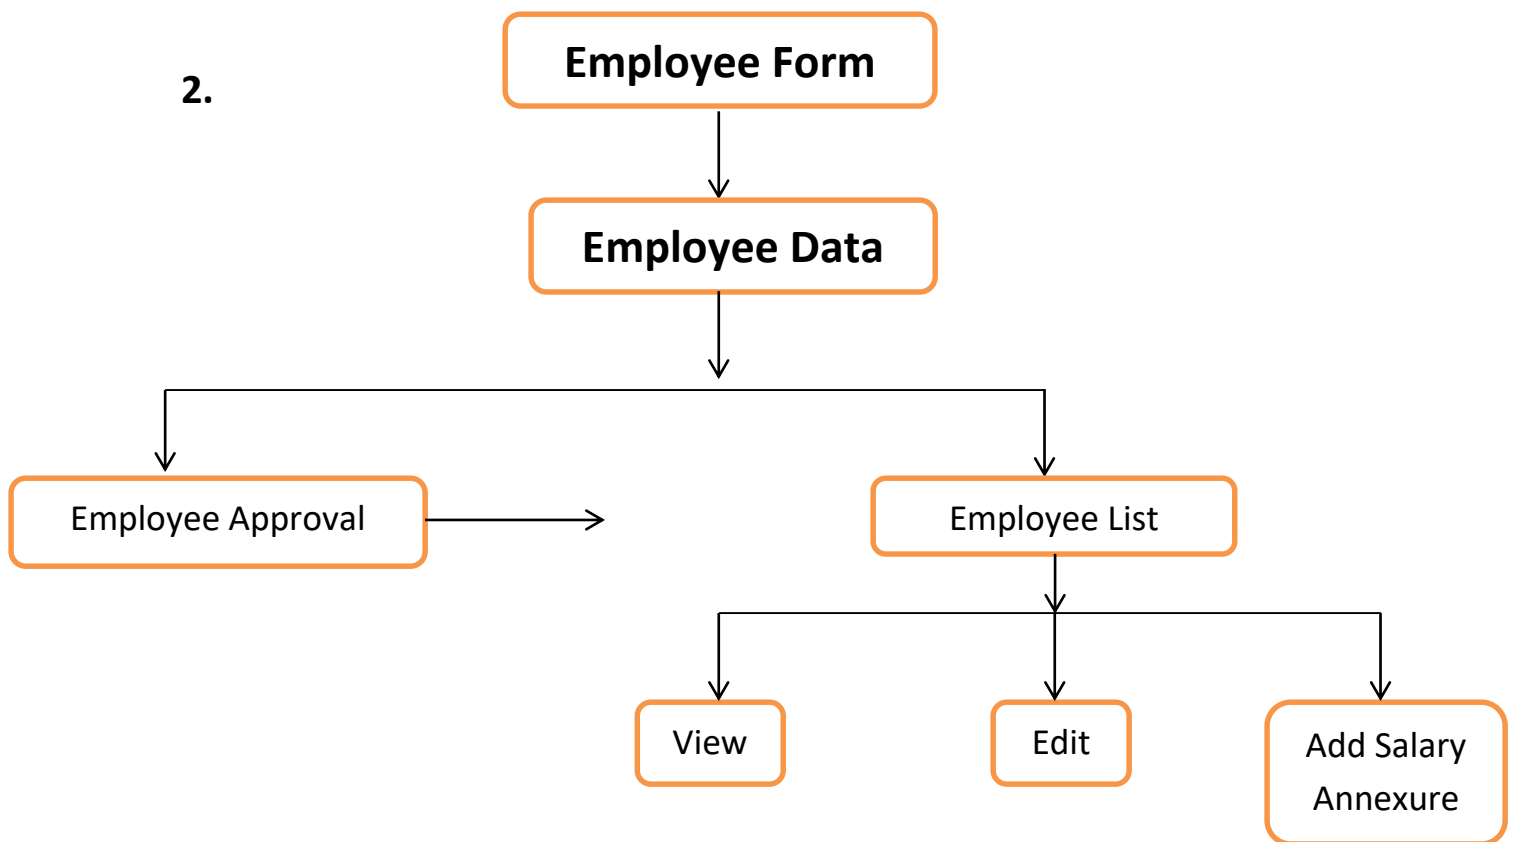 2.
Employee Form
Employee Data
Employee Approval
Employee List
View
Edit
Add Salary
Annexure